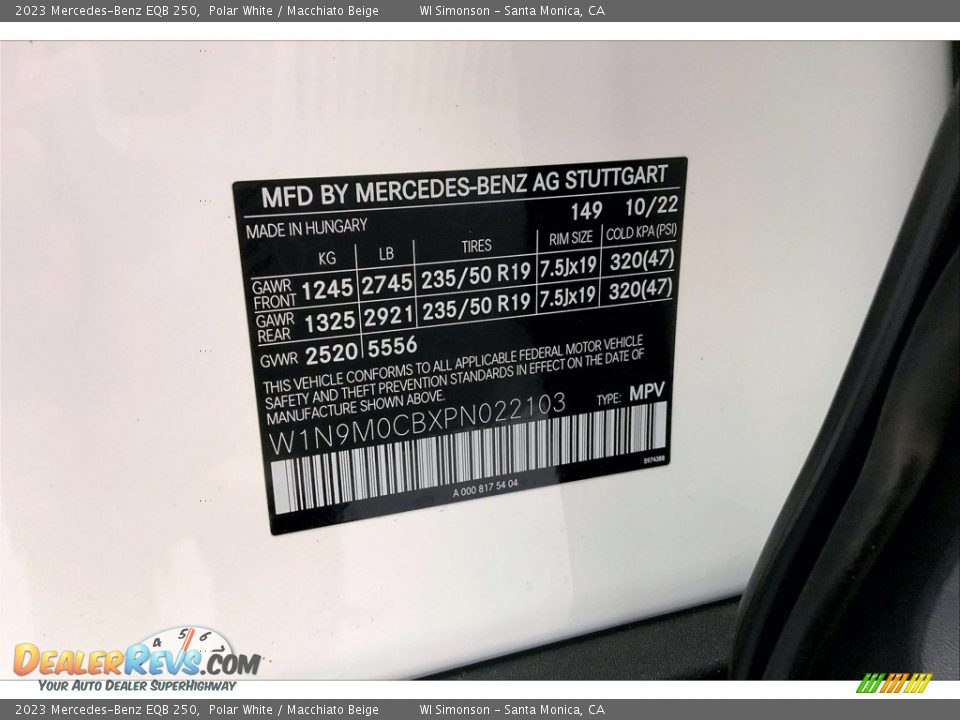 2023 Mercedes-Benz EQB 250, Polar White / Macchiato Beige WI Simonson - Santa Monica, CA
MFD BY MERCEDES-BENZ AG STUTTGART
MADE IN HUNGARY 149 10/22
KG LB TIRES RIM SIZE COLD KPA (PSI)
GAWR FRONT 1245 2745 235/50 R19 7.5Jx19 320(47)
GAWR REAR 1325 2921 235/50 R19 7.5Jx19 320(47)
GVWR 2520 5556
THIS VEHICLE CONFORMS TO ALL APPLICABLE FEDERAL MOTOR VEHICLE
SAFETY AND THEFT PREVENTION STANDARDS IN EFFECT ON THE DATE OF
MANUFACTURE SHOWN ABOVE.
W1N9M0CBXPN022103 TYPE: MPV
5974388
A 000 817 54 04
4 5 6
DEALERREVS.COM
YOUR AUTO DEALER SUPERHIGHWAY
2023 Mercedes-Benz EQB 250, Polar White / Macchiato Beige WI Simonson - Santa Monica, CA